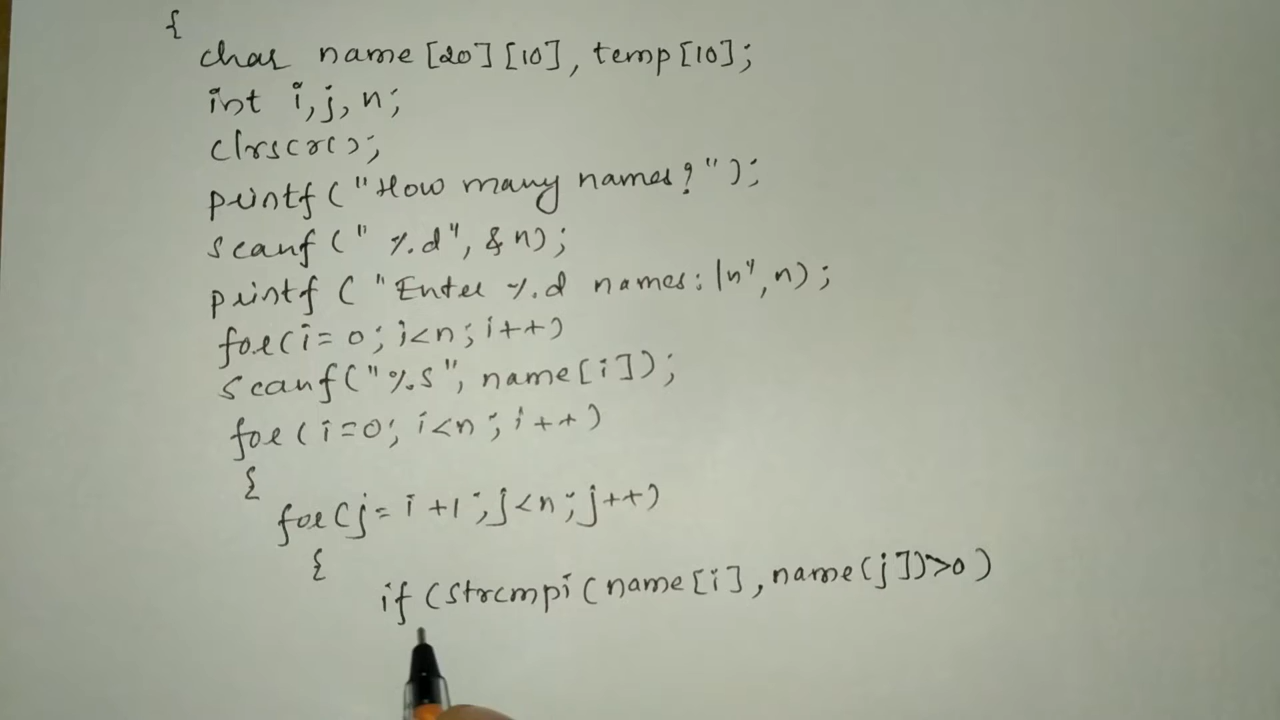 {
char name[20][10], temp[10];
int i, j, n;
clrscr();
printf("How many names?");
scanf("%d", &n);
printf("Enter %d names:\n", n);
for(i=0; i<n; i++)
scanf("%s", name[i]);
for(i=0; i<n; i++)
{
for(j=i+1; j<n; j++)
{
if(strcmpi(name[i], name[j])>0)